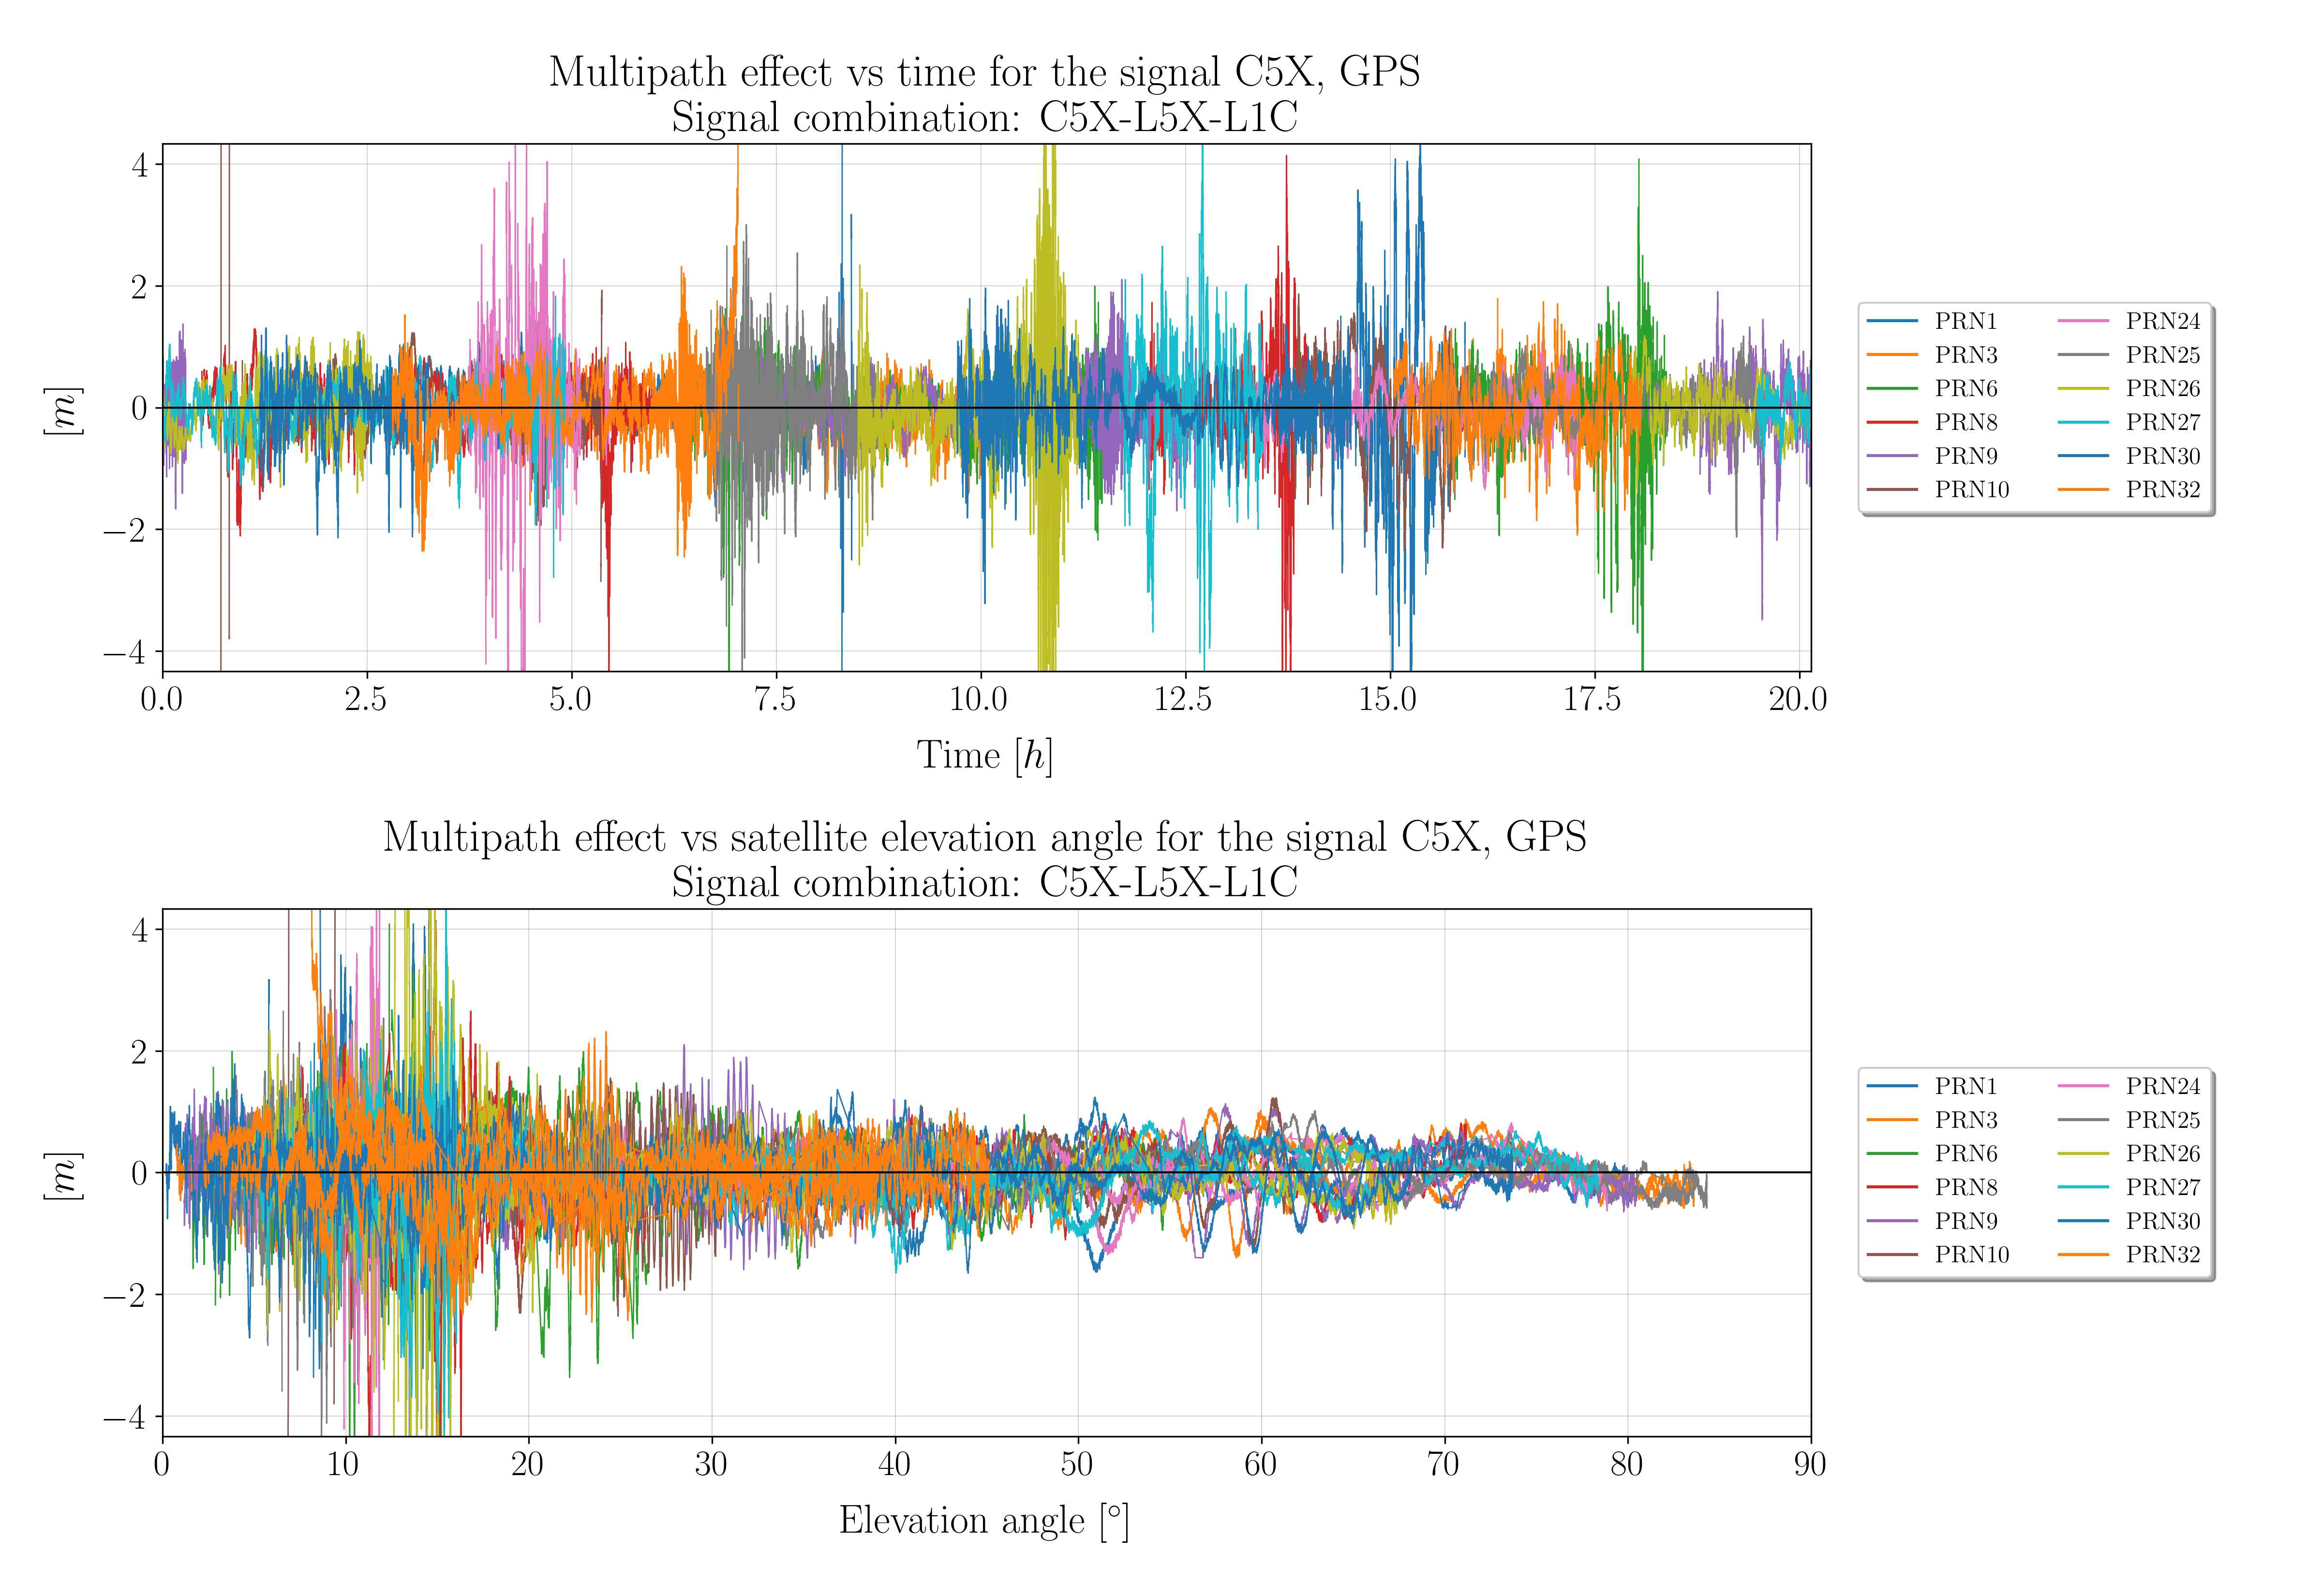 Multipath effect vs time for the signal C5X, GPS
Signal combination: C5X-L5X-L1C
4
2
0
−2
−4
[m]
0.0 2.5 5.0 7.5 10.0 12.5 15.0 17.5 20.0
Time [h]
PRN1 PRN24
PRN3 PRN25
PRN6 PRN26
PRN8 PRN27
PRN9 PRN30
PRN10 PRN32
Multipath effect vs satellite elevation angle for the signal C5X, GPS
Signal combination: C5X-L5X-L1C
4
2
0
−2
−4
[m]
0 10 20 30 40 50 60 70 80 90
Elevation angle [°]
PRN1 PRN24
PRN3 PRN25
PRN6 PRN26
PRN8 PRN27
PRN9 PRN30
PRN10 PRN32